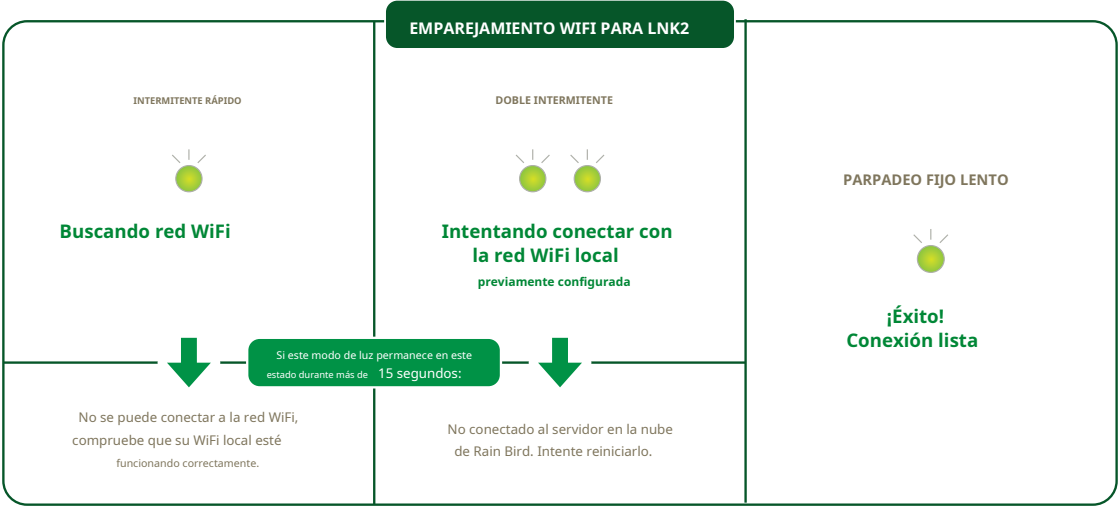 EMPAREJAMIENTO WIFI PARA LNK2
INTERMITENTE RÁPIDO
Buscando red WiFi
DOBLE INTERMITENTE
Intentando conectar con
la red WiFi local
previamente configurada
PARPADEO FIJO LENTO
¡Éxito!
Conexión lista
Si este modo de luz permanece en este
estado durante más de 15 segundos:
No se puede conectar a la red WiFi,
compruebe que su WiFi local esté
funcionando correctamente.
No conectado al servidor en la nube
de Rain Bird. Intente reiniciarlo.